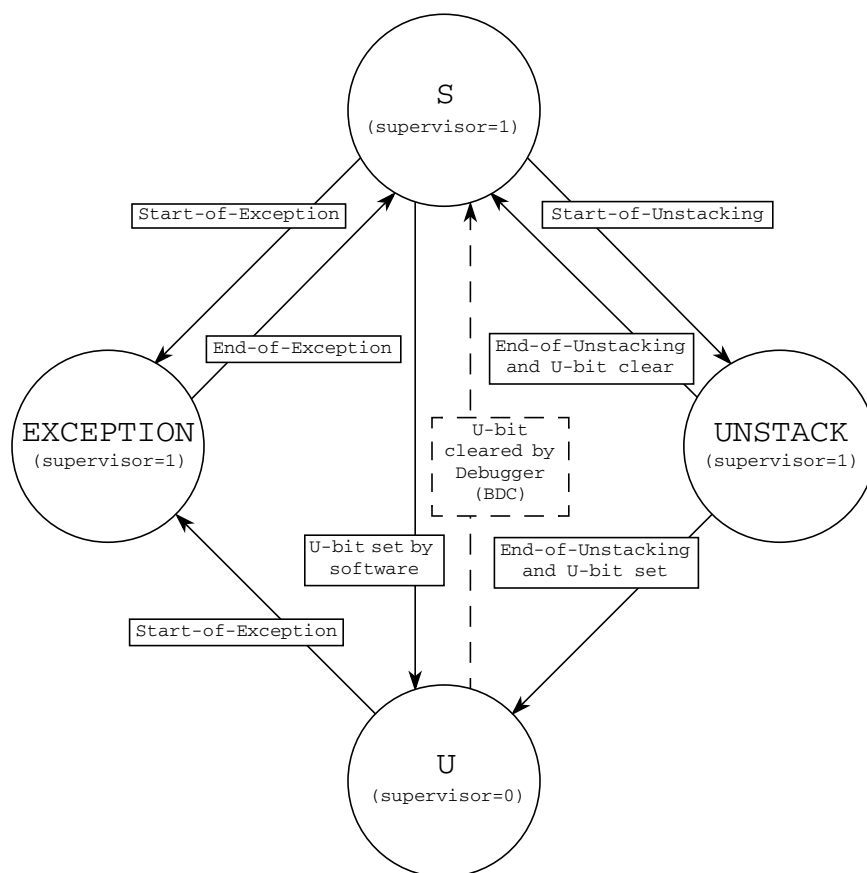 S
(supervisor=1)
Start-of-Exception
Start-of-Unstacking
End-of-Exception
End-of-Unstacking
and U-bit clear
EXCEPTION
(supervisor=1)
U-bit
cleared by
Debugger
(BDC)
UNSTACK
(supervisor=1)
U-bit set by
software
End-of-Unstacking
and U-bit set
Start-of-Exception
U
(supervisor=0)